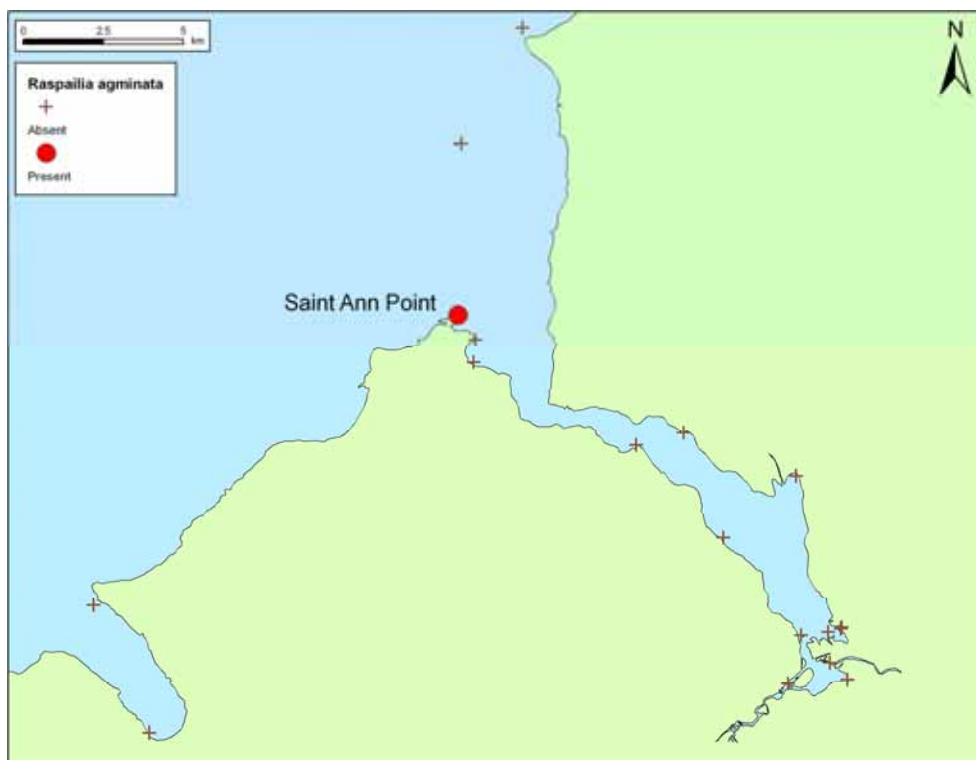 0 2.5 5
km
N
Raspailia agminata
Absent
Present
Saint Ann Point